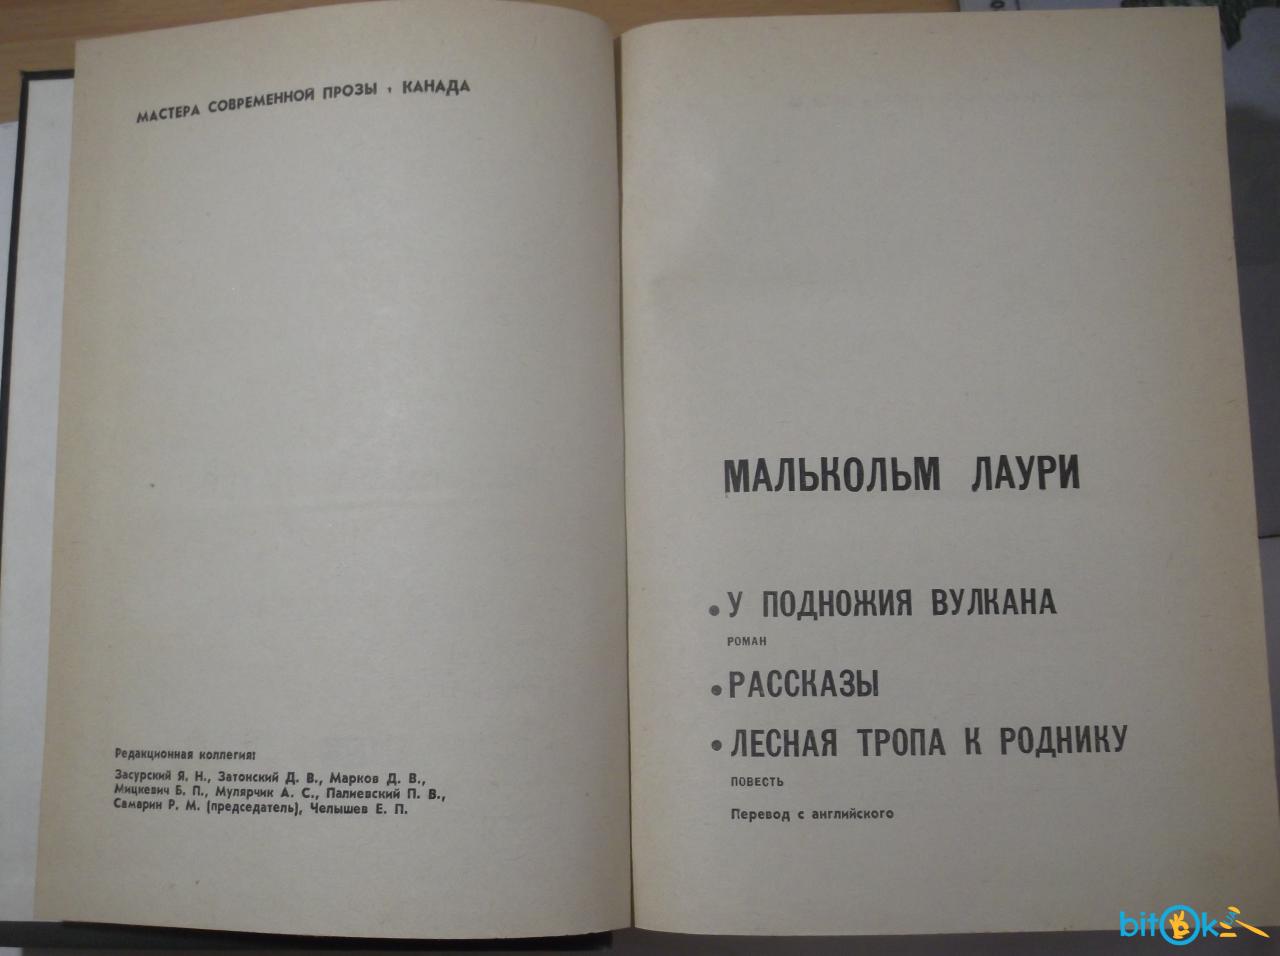 МАСТЕРА СОВРЕМЕННОЙ ПРОЗЫ , КАНАДА
Редакционная коллегия:
Засурский Я. Н., Затонский Д. В., Марков Д. В.,
Мицкевич Б. П., Мулярчик А. С., Палиевский П. В.,
Самарин Р. М. (председатель), Челышев Е. П.
МАЛЬКОЛЬМ ЛАУРИ
• У ПОДНОЖИЯ ВУЛКАНА
РОМАН
• РАССКАЗЫ
• ЛЕСНАЯ ТРОПА К РОДНИКУ
ПОВЕСТЬ
Перевод с английского
bitok